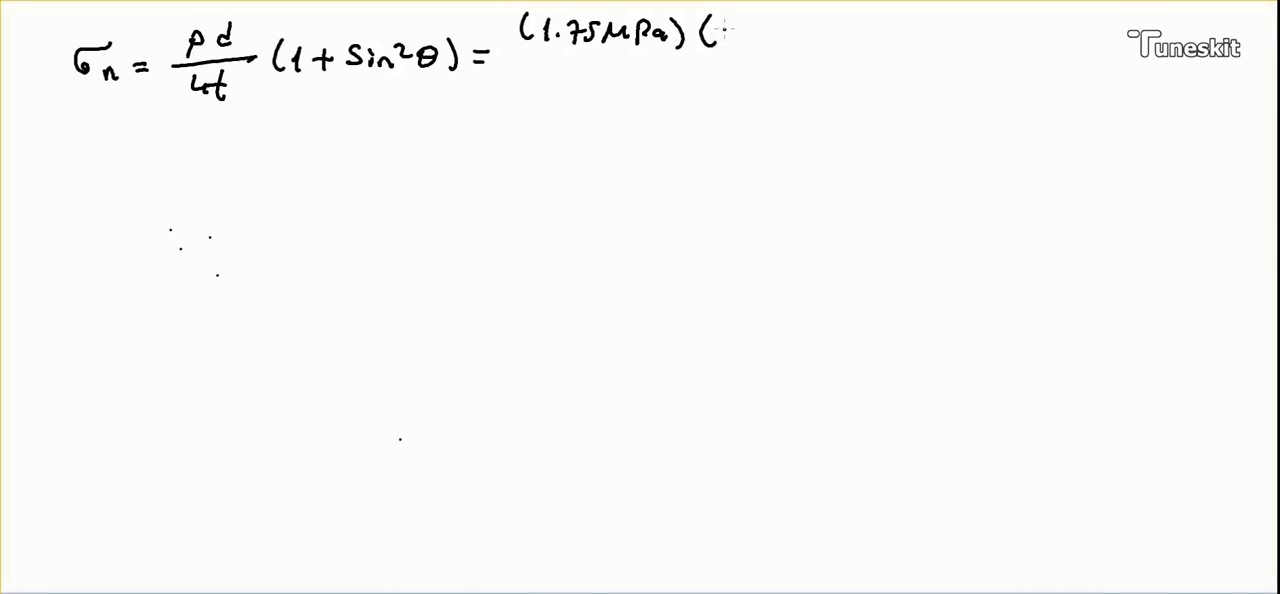 σn = pd/4t (1 + Sin²θ) = (1.75MPa) (
Tuneskit